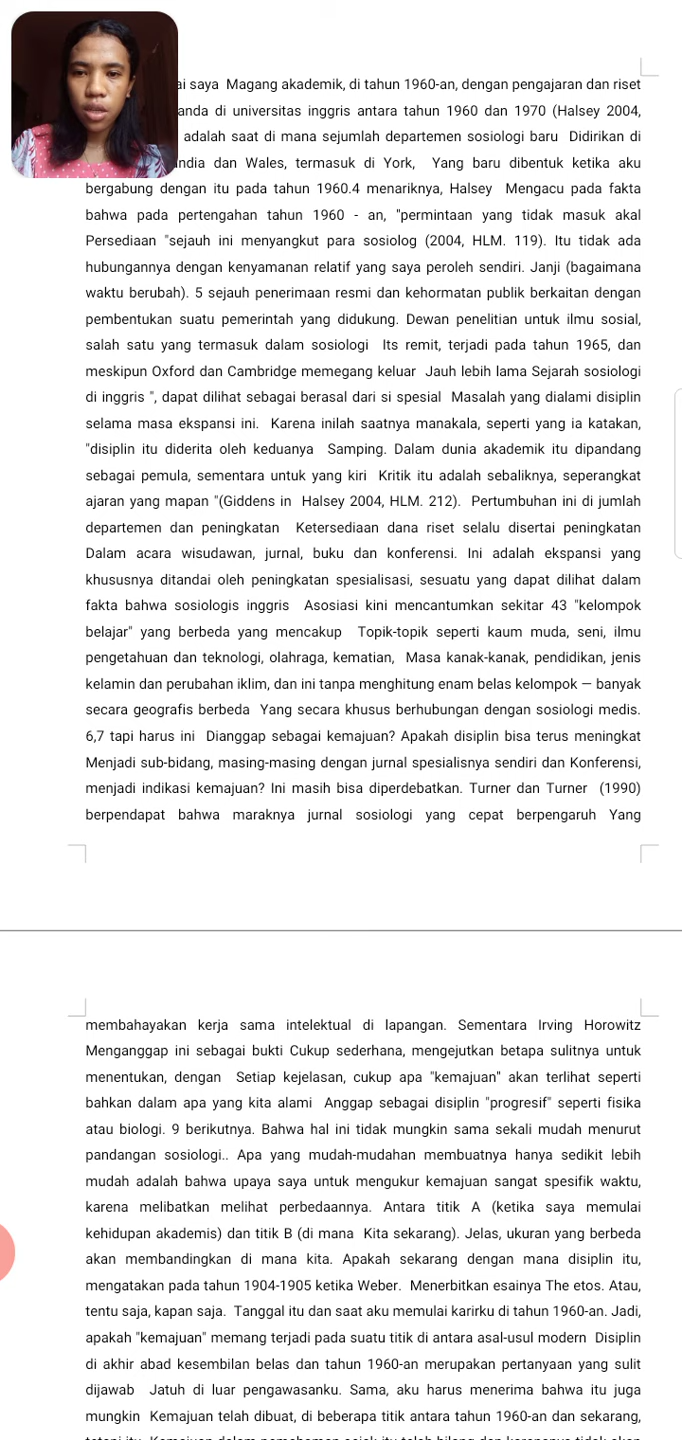 ai saya Magang akademik, di tahun 1960-an, dengan pengajaran dan riset
anda di universitas inggris antara tahun 1960 dan 1970 (Halsey 2004,
adalah saat di mana sejumlah departemen sosiologi baru Didirikan di
ndia dan Wales, termasuk di York, Yang baru dibentuk ketika aku
bergabung dengan itu pada tahun 1960.4 menariknya, Halsey Mengacu pada fakta
bahwa pada pertengahan tahun 1960 - an, "permintaan yang tidak masuk akal
Persediaan "sejauh ini menyangkut para sosiolog (2004, HLM. 119). Itu tidak ada
hubungannya dengan kenyamanan relatif yang saya peroleh sendiri. Janji (bagaimana
waktu berubah). 5 sejauh penerimaan resmi dan kehormatan publik berkaitan dengan
pembentukan suatu pemerintah yang didukung. Dewan penelitian untuk ilmu sosial,
salah satu yang termasuk dalam sosiologi Its remit, terjadi pada tahun 1965, dan
meskipun Oxford dan Cambridge memegang keluar Jauh lebih lama Sejarah sosiologi
di inggris ", dapat dilihat sebagai berasal dari si spesial Masalah yang dialami disiplin
selama masa ekspansi ini. Karena inilah saatnya manakala, seperti yang ia katakan,
"disiplin itu diderita oleh keduanya Samping. Dalam dunia akademik itu dipandang
sebagai pemula, sementara untuk yang kiri Kritik itu adalah sebaliknya, seperangkat
ajaran yang mapan "(Giddens in Halsey 2004, HLM. 212). Pertumbuhan ini di jumlah
departemen dan peningkatan Ketersediaan dana riset selalu disertai peningkatan
Dalam acara wisudawan, jurnal, buku dan konferensi. Ini adalah ekspansi yang
khususnya ditandai oleh peningkatan spesialisasi, sesuatu yang dapat dilihat dalam
fakta bahwa sosiologis inggris Asosiasi kini mencantumkan sekitar 43 "kelompok
belajar" yang berbeda yang mencakup Topik-topik seperti kaum muda, seni, ilmu
pengetahuan dan teknologi, olahraga, kematian, Masa kanak-kanak, pendidikan, jenis
kelamin dan perubahan iklim, dan ini tanpa menghitung enam belas kelompok — banyak
secara geografis berbeda Yang secara khusus berhubungan dengan sosiologi medis.
6,7 tapi harus ini Dianggap sebagai kemajuan? Apakah disiplin bisa terus meningkat
Menjadi sub-bidang, masing-masing dengan jurnal spesialisnya sendiri dan Konferensi,
menjadi indikasi kemajuan? Ini masih bisa diperdebatkan. Turner dan Turner (1990)
berpendapat bahwa maraknya jurnal sosiologi yang cepat berpengaruh Yang
membahayakan kerja sama intelektual di lapangan. Sementara Irving Horowitz
Menganggap ini sebagai bukti Cukup sederhana, mengejutkan betapa sulitnya untuk
menentukan, dengan Setiap kejelasan, cukup apa "kemajuan" akan terlihat seperti
bahkan dalam apa yang kita alami Anggap sebagai disiplin "progresif" seperti fisika
atau biologi. 9 berikutnya. Bahwa hal ini tidak mungkin sama sekali mudah menurut
pandangan sosiologi.. Apa yang mudah-mudahan membuatnya hanya sedikit lebih
mudah adalah bahwa upaya saya untuk mengukur kemajuan sangat spesifik waktu,
karena melibatkan melihat perbedaannya. Antara titik A (ketika saya memulai
kehidupan akademis) dan titik B (di mana Kita sekarang). Jelas, ukuran yang berbeda
akan membandingkan di mana kita. Apakah sekarang dengan mana disiplin itu,
mengatakan pada tahun 1904-1905 ketika Weber. Menerbitkan esainya The etos. Atau,
tentu saja, kapan saja. Tanggal itu dan saat aku memulai karirku di tahun 1960-an. Jadi,
apakah "kemajuan" memang terjadi pada suatu titik di antara asal-usul modern Disiplin
di akhir abad kesembilan belas dan tahun 1960-an merupakan pertanyaan yang sulit
dijawab Jatuh di luar pengawasanku. Sama, aku harus menerima bahwa itu juga
mungkin Kemajuan telah dibuat, di beberapa titik antara tahun 1960-an dan sekarang,